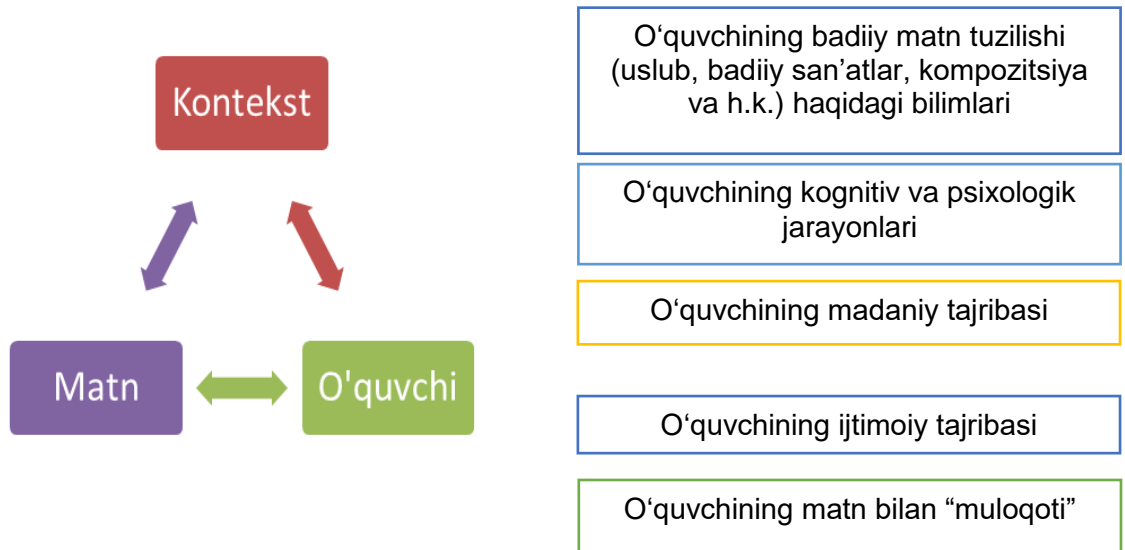 Kontekst
Matn
O'quvchi
O‘quvchining badiiy matn tuzilishi
(uslub, badiiy san’atlar, kompozitsiya
va h.k.) haqidagi bilimlari
O‘quvchining kognitiv va psixologik
jarayonlari
O‘quvchining madaniy tajribasi
O‘quvchining ijtimoiy tajribasi
O‘quvchining matn bilan “muloqoti”